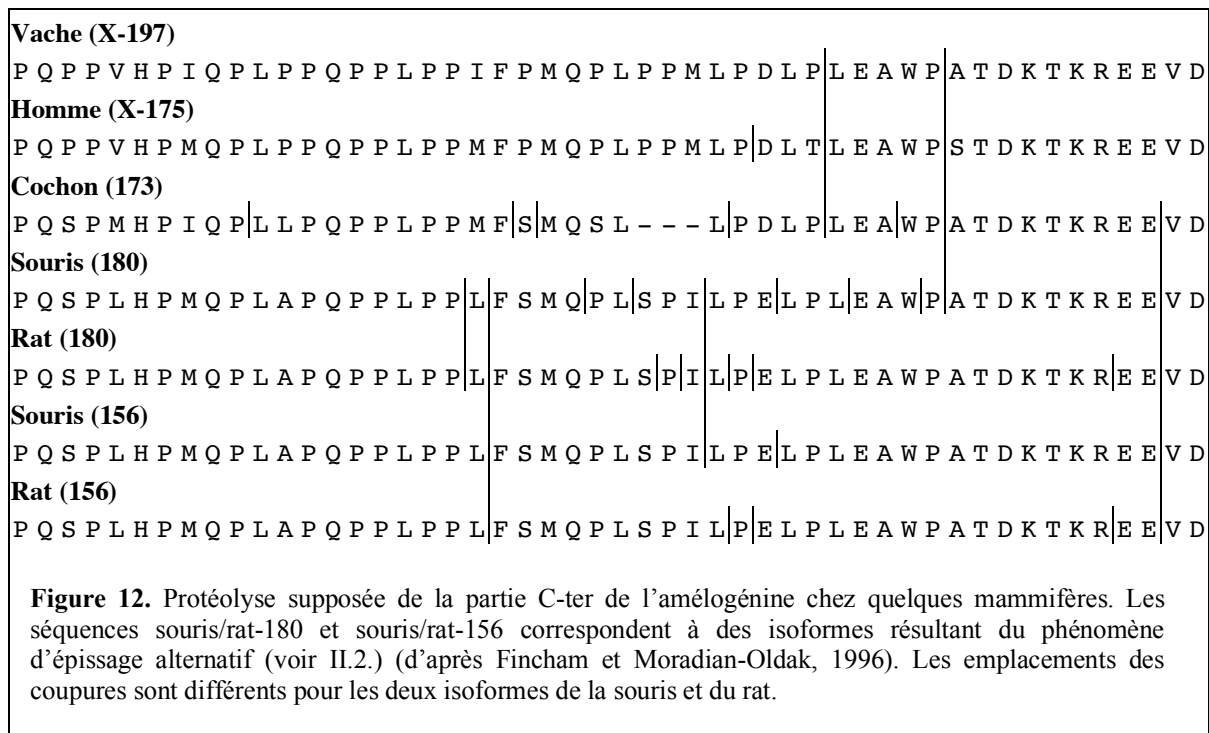 Vache (X-197)
P Q P P V H P I Q P L P P Q P P L P P I F P M Q P L P P M L P D L P|L E A W P|A T D K T K R E E V D
Homme (X-175)
P Q P P V H P M Q P L P P Q P P L P P M F P M Q P L P P M L P|D L T|L E A W P|S T D K T K R E E V D
Cochon (173)
P Q S P M H P I Q P|L L P Q P P L P P M F|S|M Q S L - - - L|P D L P|L E A|W P|A T D K T K R E E|V D
Souris (180)
P Q S P L H P M Q P L A P Q P P L P P|L|F S M Q|P L|S P I|L P E|L P L|E A W|P|A T D K T K R E E|V D
Rat (180)
P Q S P L H P M Q P L A P Q P P L P P|L|F S M Q P L S|P|I|L|P|E L P L E A W P A T D K T K R|E E|V D
Souris (156)
P Q S P L H P M Q P L A P Q P P L P P L|F S M Q P L S P I|L P E|L P L E A W P A T D K T K R E E|V D
Rat (156)
P Q S P L H P M Q P L A P Q P P L P P L|F S M Q P L S P I L|P|E L P L E A W P A T D K T K R|E E|V D
Figure 12. Protéolyse supposée de la partie C-ter de l'amélogénine chez quelques mammifères. Les
séquences souris/rat-180 et souris/rat-156 correspondent à des isoformes résultant du phénomène
d'épissage alternatif (voir II.2.) (d'après Fincham et Moradian-Oldak, 1996). Les emplacements des
coupures sont différents pour les deux isoformes de la souris et du rat.